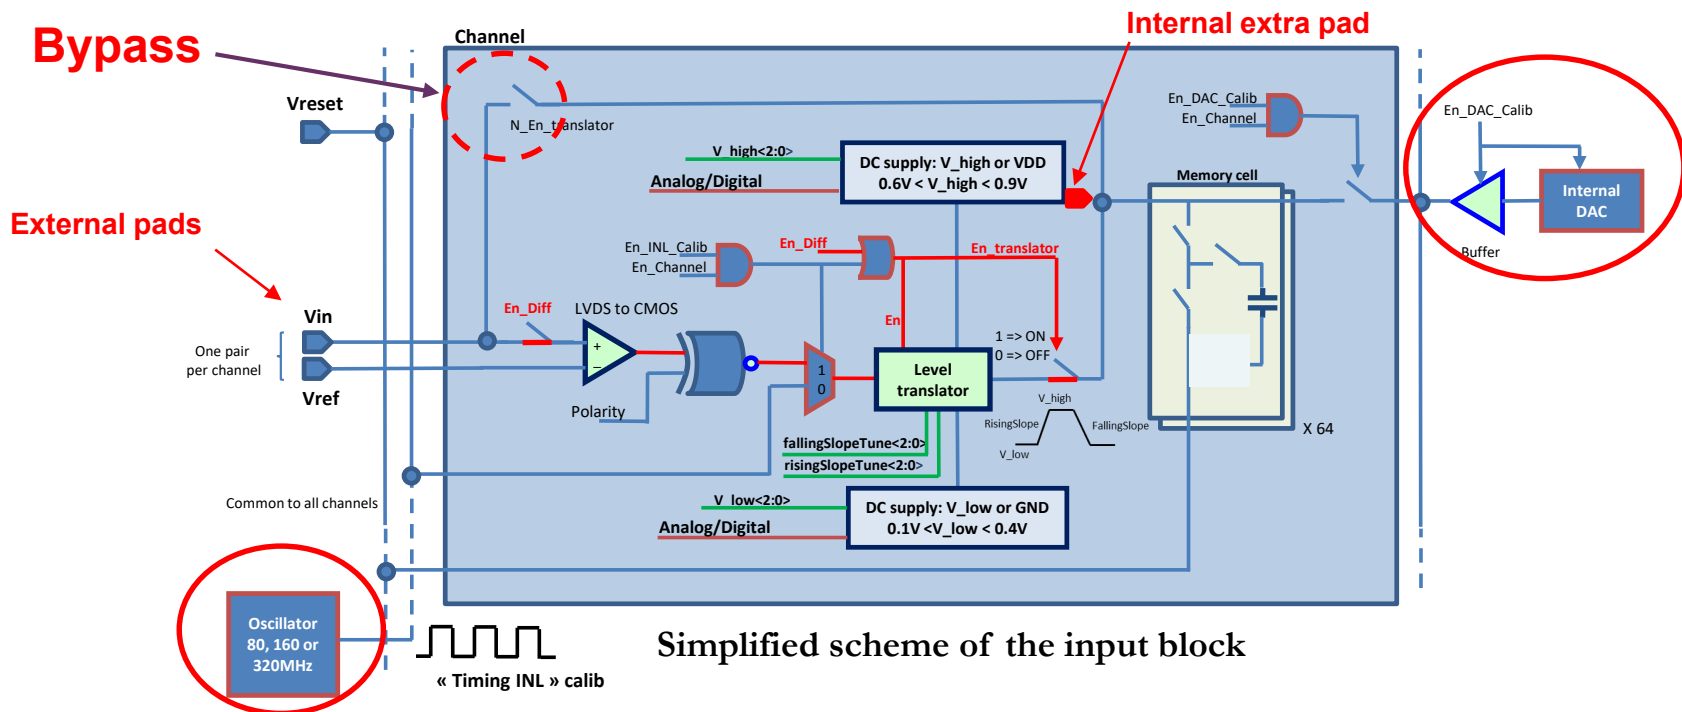 Bypass
Channel
Internal extra pad
Vreset
N_En_translator
En_DAC_Calib
En_Channel
En_DAC_Calib
V_high<2:0>
Analog/Digital
DC supply: V_high or VDD
0.6V < V_high < 0.9V
Memory cell
Internal
DAC
Buffer
External pads
En_INL_Calib
En_Channel
En_Diff
En_translator
Vin
En_Diff
LVDS to CMOS
En
1 => ON
0 => OFF
One pair
per channel
+
–
1
0
Level
translator
Vref
Polarity
V_high
RisingSlope
FallingSlope
V_low
X 64
fallingSlopeTune<2:0>
risingSlopeTune<2:0>
Common to all channels
V_low<2:0>
Analog/Digital
DC supply: V_low or GND
0.1V <V_low < 0.4V
Oscillator
80, 160 or
320MHz
« Timing INL » calib
Simplified scheme of the input block